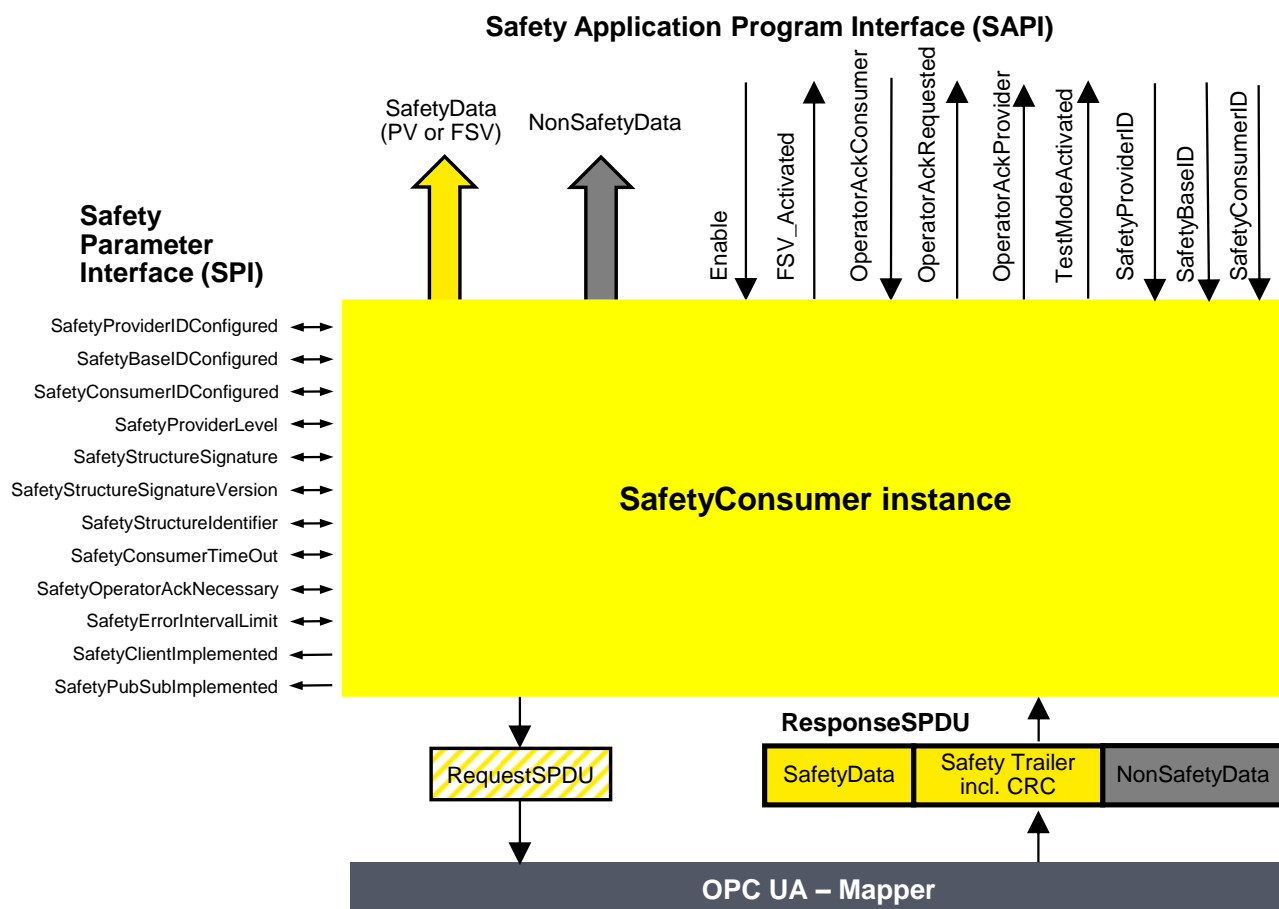 Safety Application Program Interface (SAPI)
SafetyData
(PV or FSV)
NonSafetyData
Enable
FSV_Activated
OperatorAckConsumer
OperatorAckRequested
OperatorAckProvider
TestModeActivated
SafetyProviderID
SafetyBaseID
SafetyConsumerID
Safety
Parameter
Interface (SPI)
SafetyProviderIDConfigured
SafetyBaseIDConfigured
SafetyConsumerIDConfigured
SafetyProviderLevel
SafetyStructureSignature
SafetyStructureSignatureVersion
SafetyStructureIdentifier
SafetyConsumerTimeOut
SafetyOperatorAckNecessary
SafetyErrorIntervalLimit
SafetyClientImplemented
SafetyPubSubImplemented
SafetyConsumer instance
RequestSPDU
ResponseSPDU
SafetyData
Safety Trailer
incl. CRC
NonSafetyData
OPC UA – Mapper